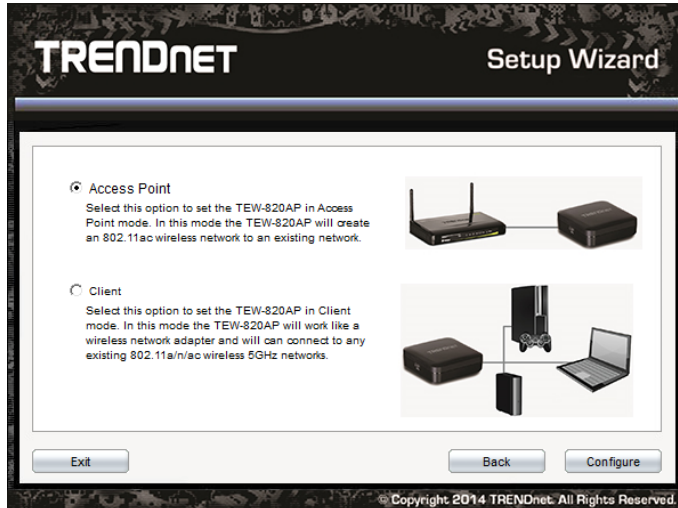 TRENDnet
Setup Wizard
Access Point
Select this option to set the TEW-820AP in Access
Point mode. In this mode the TEW-820AP will create
an 802.11ac wireless network to an existing network.
Client
Select this option to set the TEW-820AP in Client
mode. In this mode the TEW-820AP will work like a
wireless network adapter and will can connect to any
existing 802.11a/n/ac wireless 5GHz networks.
Exit
Back
Configure
© Copyright 2014 TRENDnet. All Rights Reserved.